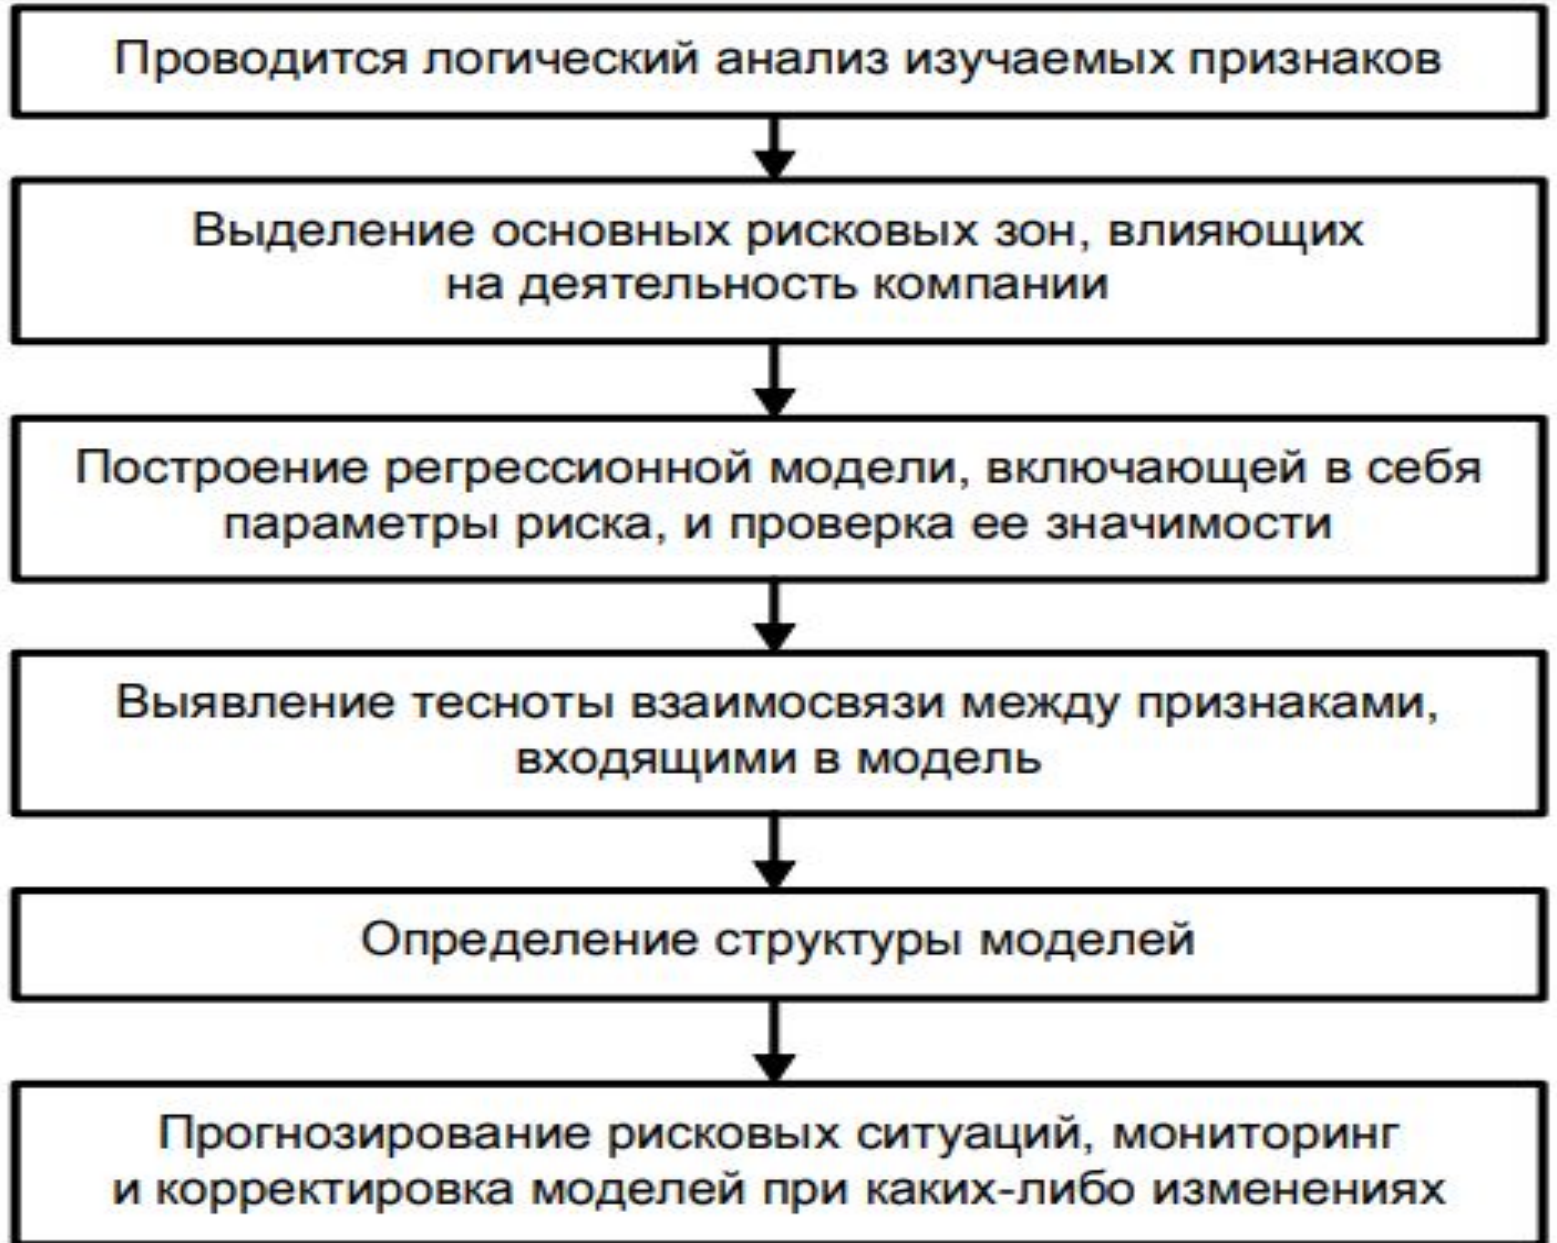 Проводится логический анализ изучаемых признаков
Выделение основных рисковых зон, влияющих
на деятельность компании
Построение регрессионной модели, включающей в себя
параметры риска, и проверка ее значимости
Выявление тесноты взаимосвязи между признаками,
входящими в модель
Определение структуры моделей
Прогнозирование рисковых ситуаций, мониторинг
и корректировка моделей при каких-либо изменениях